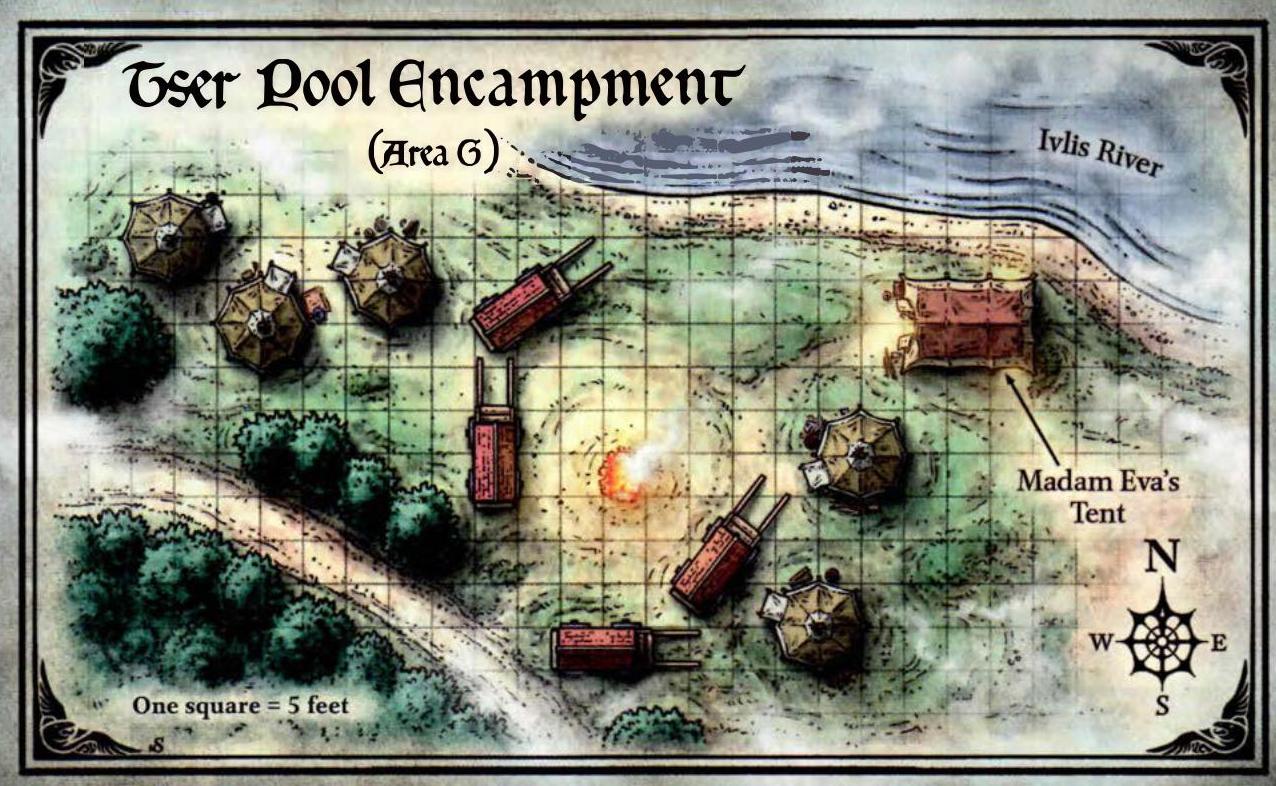 Tser Pool Encampment
(Area G)
Ivlis River
Madam Eva's
Tent
N
W E
S
One square = 5 feet
S